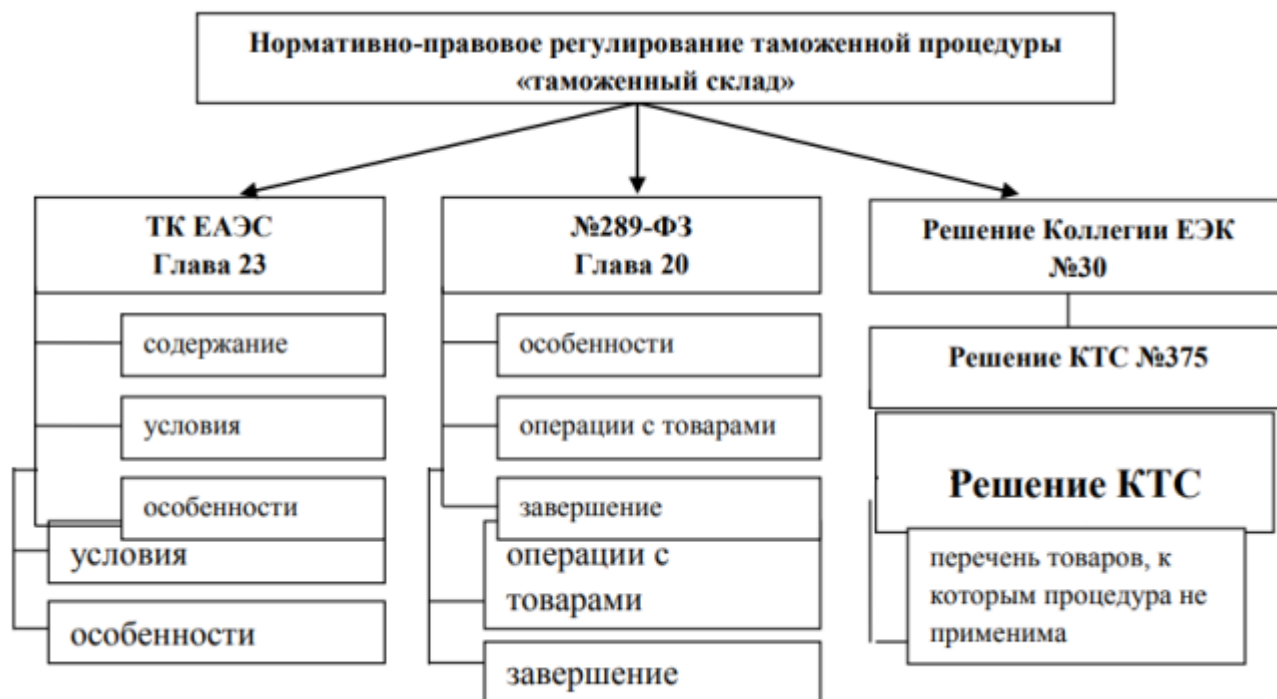 Нормативно-правовое регулирование таможенной процедуры
«таможенный склад»
ТК ЕАЭС
Глава 23
содержание
условия
особенности
условия
особенности
№289-ФЗ
Глава 20
особенности
операции с товарами
завершение
операции с
товарами
завершение
Решение Коллегии ЕЭК
№30
Решение КТС №375
Решение КТС
перечень товаров, к
которым процедура не
применима